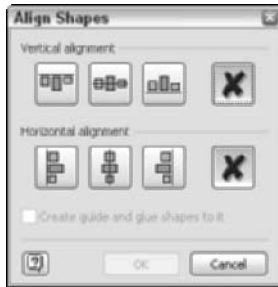 Align Shapes
Vertical alignment
Horizontal alignment
Create guide and glue shapes to it
OK
Cancel